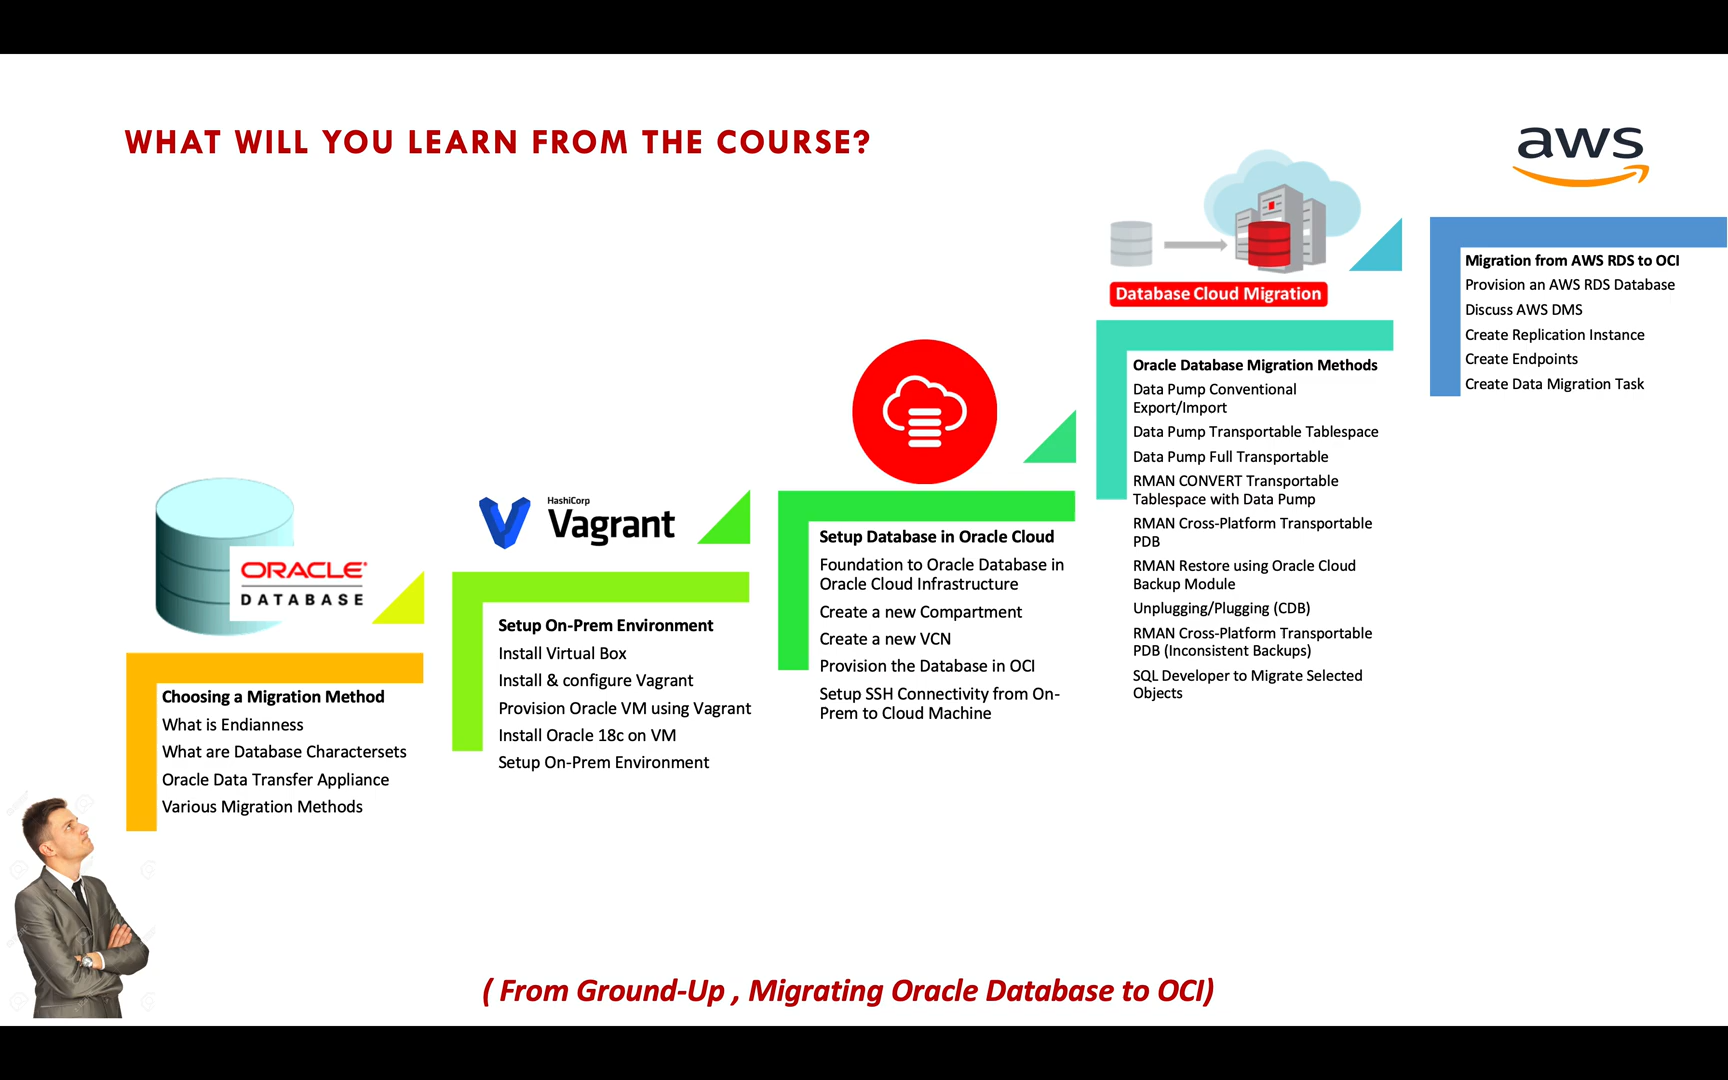 WHAT WILL YOU LEARN FROM THE COURSE?
ORACLE
DATABASE
Choosing a Migration Method
What is Endianness
What are Database Charactersets
Oracle Data Transfer Appliance
Various Migration Methods
HashiCorp
Vagrant
Setup On-Prem Environment
Install Virtual Box
Install & configure Vagrant
Provision Oracle VM using Vagrant
Install Oracle 18c on VM
Setup On-Prem Environment
Setup Database in Oracle Cloud
Foundation to Oracle Database in
Oracle Cloud Infrastructure
Create a new Compartment
Create a new VCN
Provision the Database in OCI
Setup SSH Connectivity from On-
Prem to Cloud Machine
Database Cloud Migration
Oracle Database Migration Methods
Data Pump Conventional
Export/Import
Data Pump Transportable Tablespace
Data Pump Full Transportable
RMAN CONVERT Transportable
Tablespace with Data Pump
RMAN Cross-Platform Transportable
PDB
RMAN Restore using Oracle Cloud
Backup Module
Unplugging/Plugging (CDB)
RMAN Cross-Platform Transportable
PDB (Inconsistent Backups)
SQL Developer to Migrate Selected
Objects
aws
Migration from AWS RDS to OCI
Provision an AWS RDS Database
Discuss AWS DMS
Create Replication Instance
Create Endpoints
Create Data Migration Task
( From Ground-Up , Migrating Oracle Database to OCI)